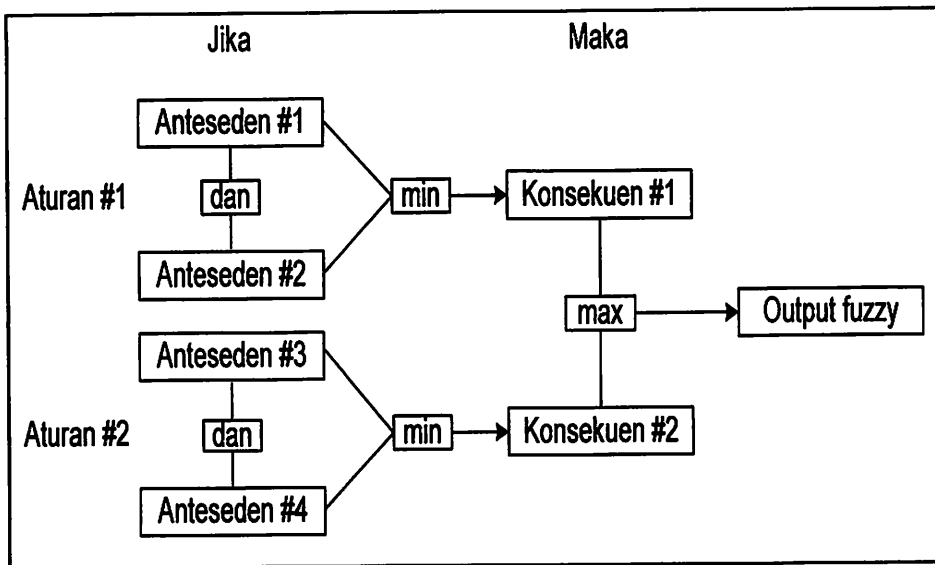 Jika
Maka
Anteseden #1
Aturan #1
dan
min
Konsekuen #1
Anteseden #2
max
Output fuzzy
Anteseden #3
Aturan #2
dan
min
Konsekuen #2
Anteseden #4